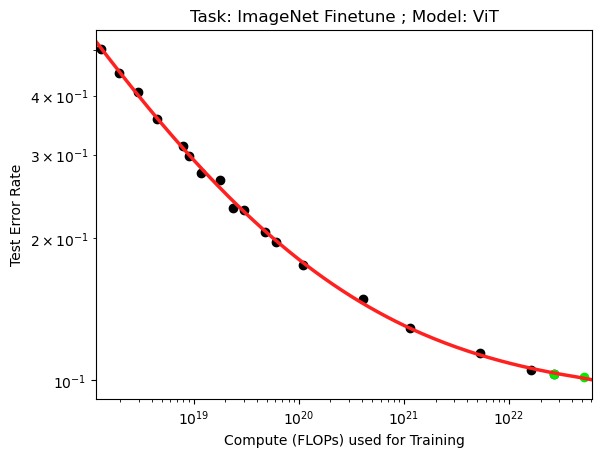 Task: ImageNet Finetune ; Model: ViT
Test Error Rate
4 × 10⁻¹
3 × 10⁻¹
2 × 10⁻¹
10⁻¹
10¹⁹ 10²⁰ 10²¹ 10²²
Compute (FLOPs) used for Training